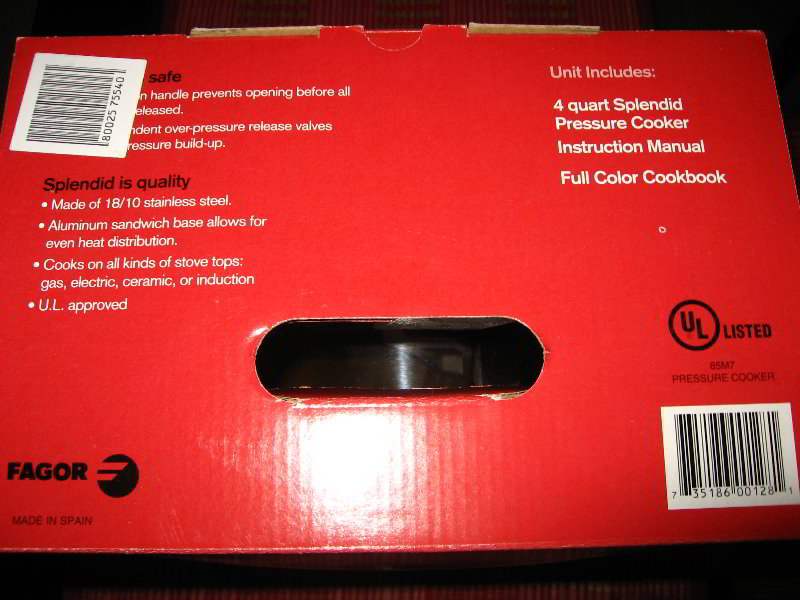 safe
handle prevents opening before all
over-pressure release valves
build-up.
80025 75540
Splendid is quality
• Made of 18/10 stainless steel.
• Aluminum sandwich base allows for
even heat distribution.
• Cooks on all kinds of stove tops:
gas, electric, ceramic, or induction
• U.L. approved
Unit Includes:
4 quart Splendid
Pressure Cooker
Instruction Manual
Full Color Cookbook
UL LISTED
85M7
PRESSURE COOKER
7 35186 00128 1
FAGOR
MADE IN SPAIN